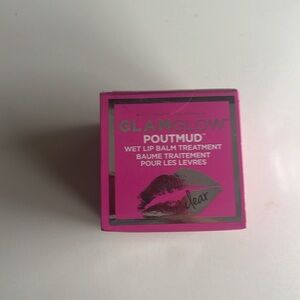 GLAMGLOW
POUTMUD™
WET LIP BALM TREATMENT
BAUME TRAITEMENT
POUR LES LEVRES
clear